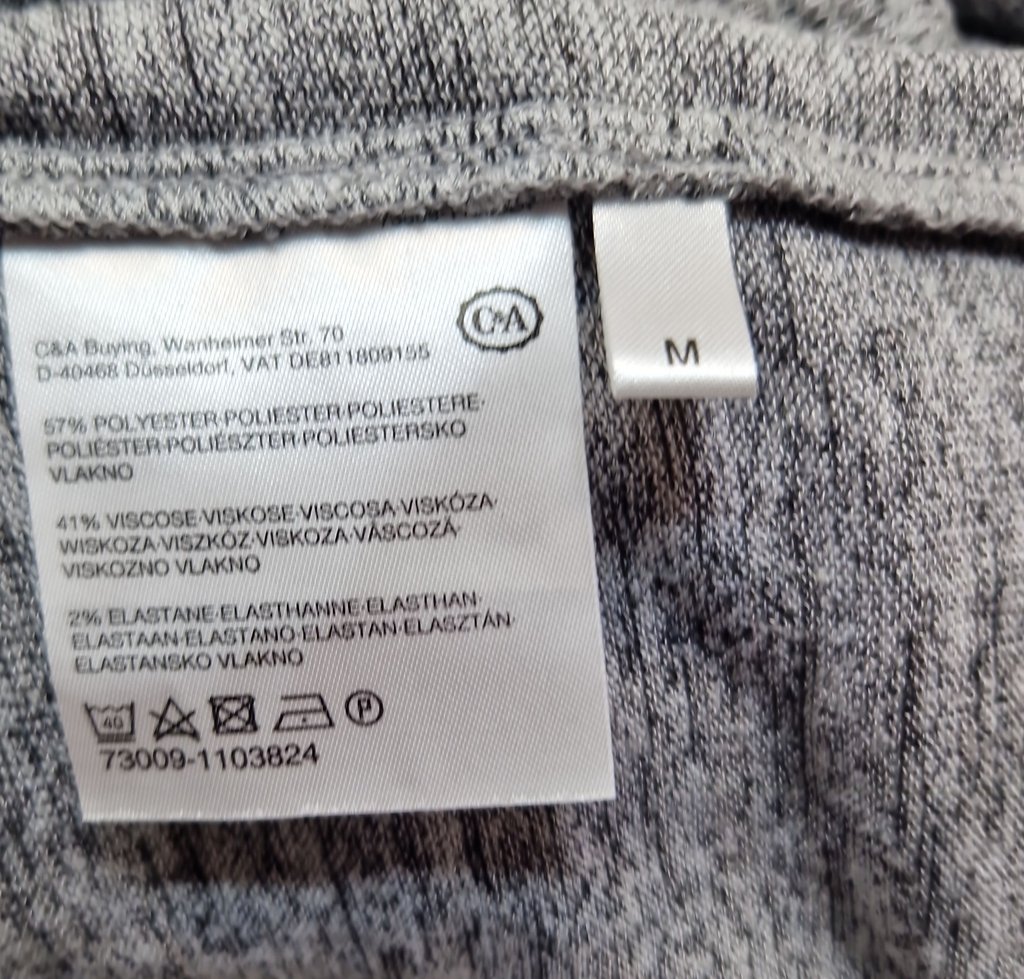 C&A
C&A Buying, Wanheimer Str. 70
D-40468 Düsseldorf, VAT DE811809155
57% POLYESTER·POLIESTER·POLIESTERE·
POLIÉSTER·POLIÉSZTER·POLIESTERSKO
VLAKNO
41% VISCOSE·VISKOSE·VISCOSA·VISKÓZA·
WISKOZA·VISZKÓZ·VISKOZA·VÂSCOZĂ·
VISKOZNO VLAKNO
2% ELASTANE·ELASTHANNE·ELASTHAN·
ELASTAAN·ELASTANO·ELASTAN·ELASZTÁN·
ELASTANSKO VLAKNO
40 P
73009-1103824
M